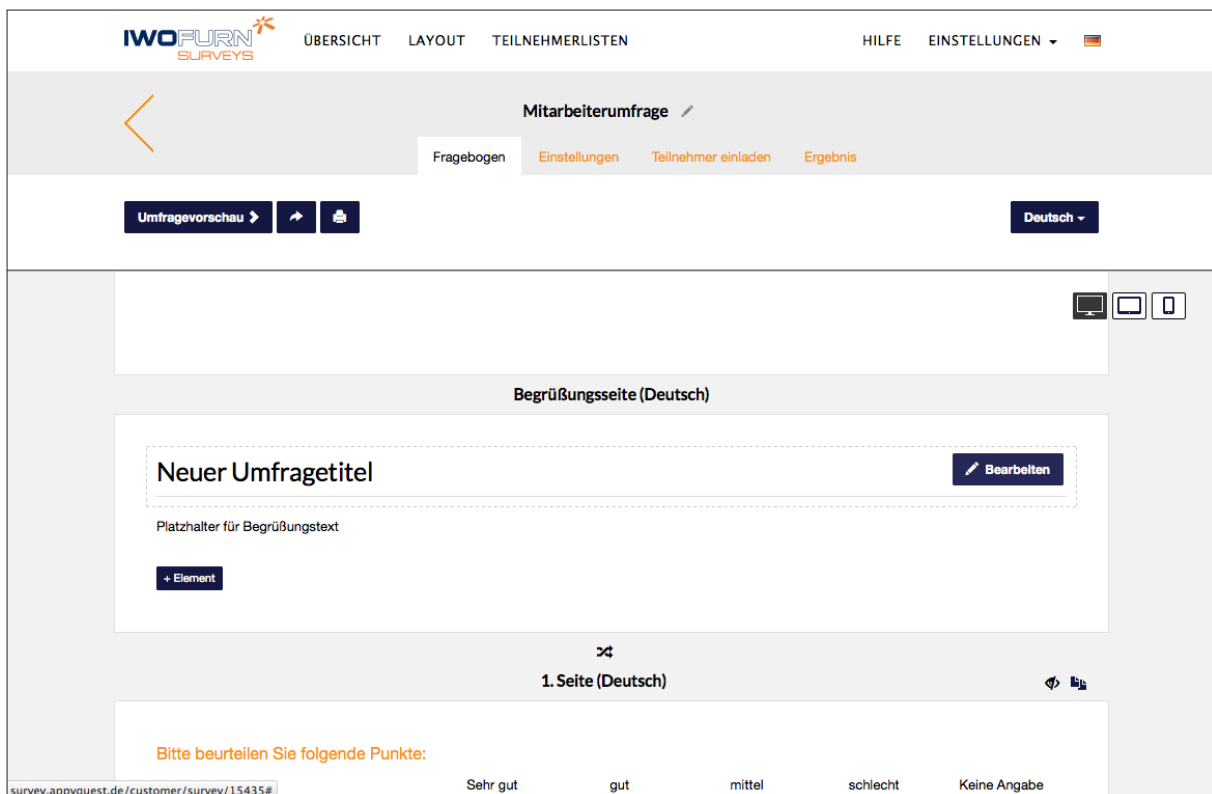 IWOFURN
SURVEYS
ÜBERSICHT LAYOUT TEILNEHMERLISTEN HILFE EINSTELLUNGEN
Mitarbeiterumfrage
Fragebogen Einstellungen Teilnehmer einladen Ergebnis
Umfragevorschau Deutsch
Begrüßungsseite (Deutsch)
Neuer Umfragetitel Bearbeiten
Platzhalter für Begrüßungstext
+ Element
1. Seite (Deutsch)
Bitte beurteilen Sie folgende Punkte:
Sehr gut gut mittel schlecht Keine Angabe
survey.appyquest.de/customer/survey/15435#